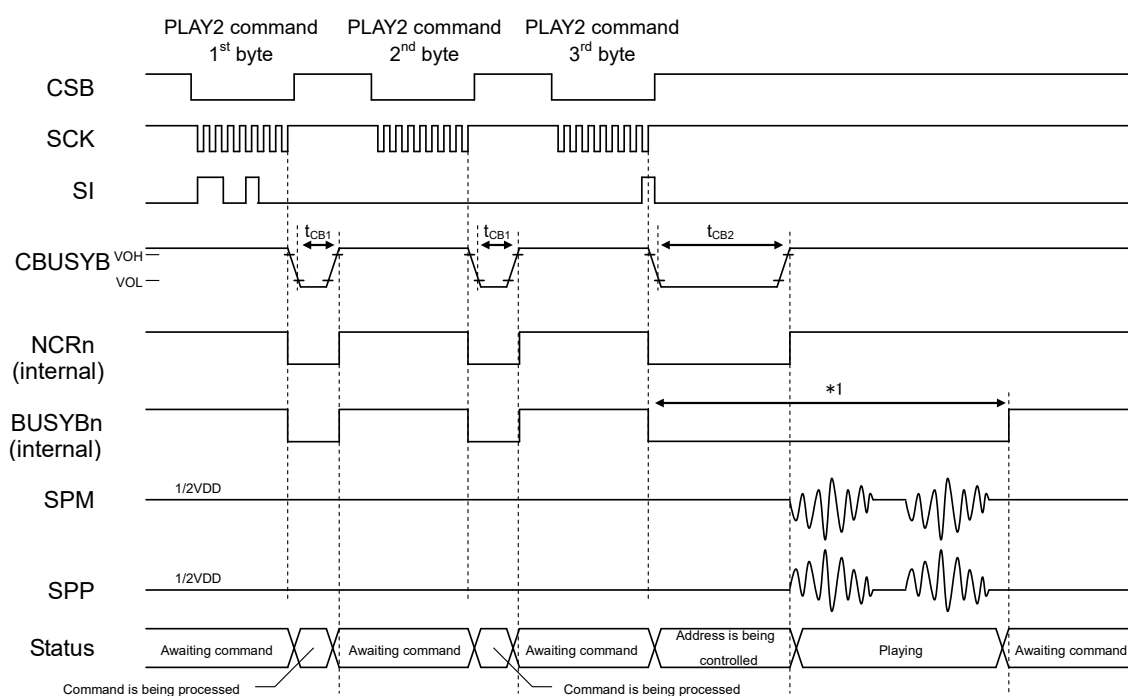 PLAY2 command
1st byte
PLAY2 command
2nd byte
PLAY2 command
3rd byte
CSB
SCK
SI
tCB1
tCB1
tCB2
CBUSYB
VOH
VOL
NCRn
(internal)
*1
BUSYBn
(internal)
SPM
1/2VDD
SPP
1/2VDD
Status
Awaiting command
Awaiting command
Awaiting command
Address is being
controlled
Playing
Awaiting command
Command is being processed
Command is being processed